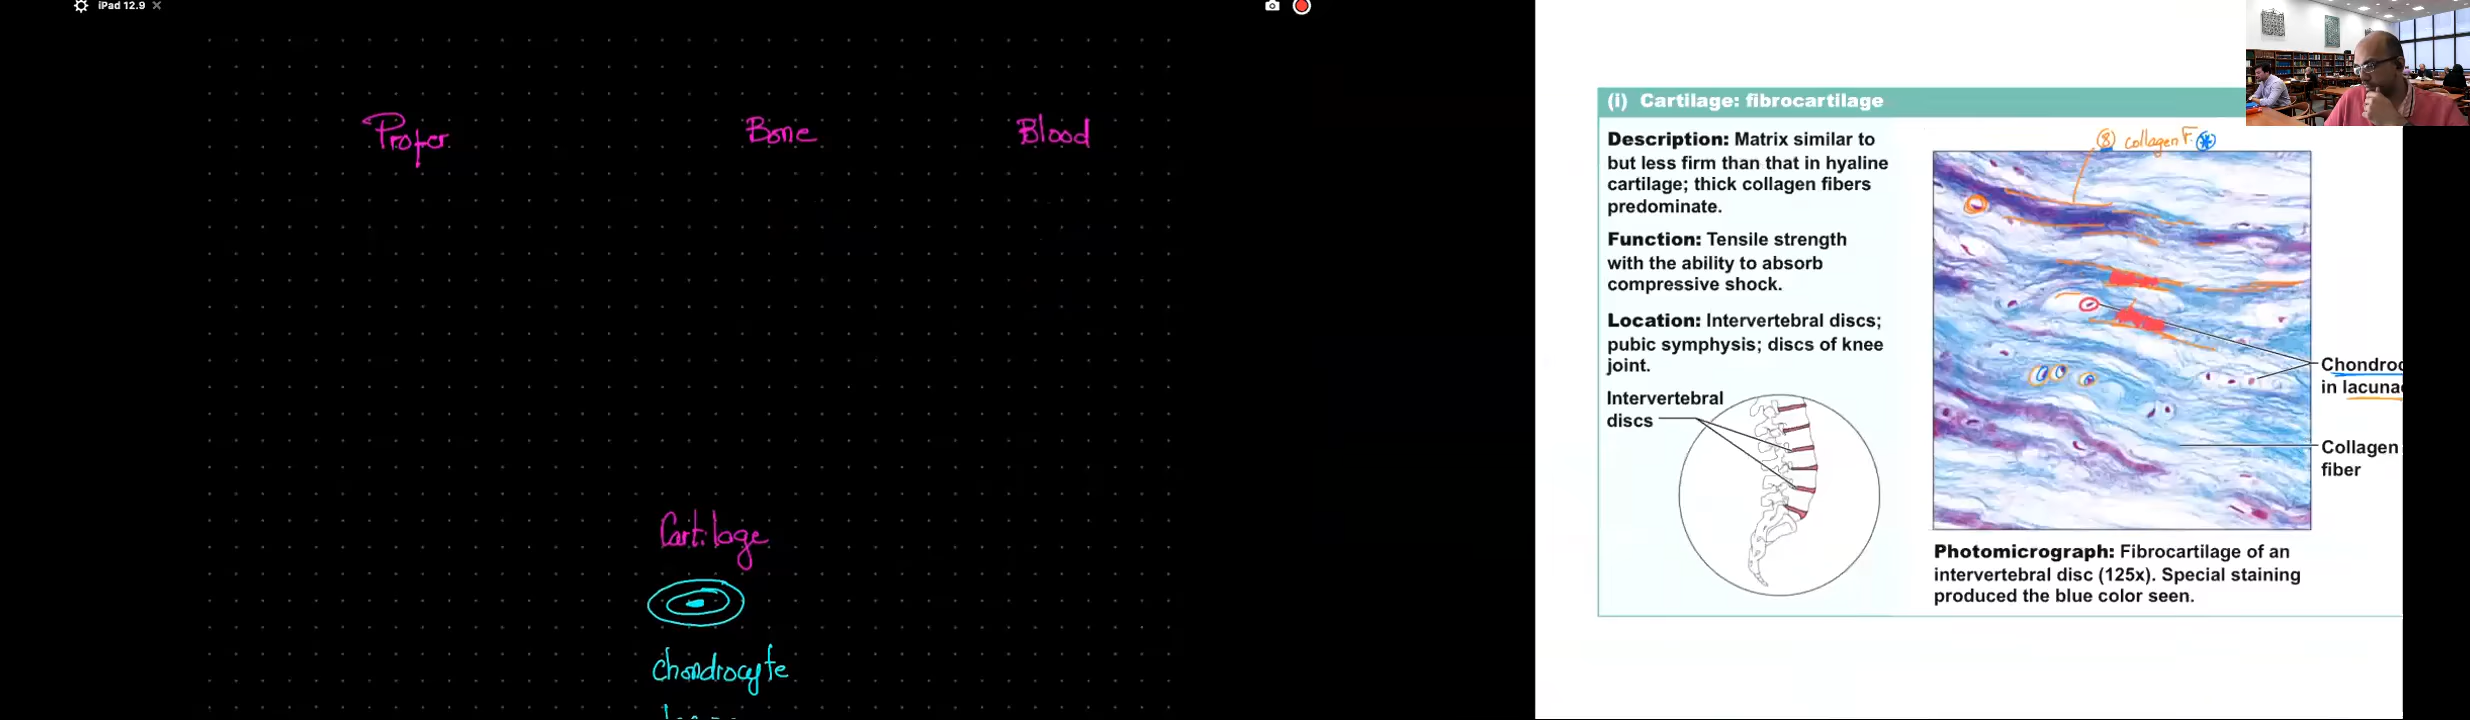 iPad 12.9
Proper
Bone
Blood
Cartilage
chondrocyte
(i) Cartilage: fibrocartilage
Description: Matrix similar to
but less firm than that in hyaline
cartilage; thick collagen fibers
predominate.
Function: Tensile strength
with the ability to absorb
compressive shock.
Location: Intervertebral discs;
pubic symphysis; discs of knee
joint.
Intervertebral
discs
8 Collagen F.
Chondroc
in lacuna
Collagen
fiber
Photomicrograph: Fibrocartilage of an
intervertebral disc (125x). Special staining
produced the blue color seen.